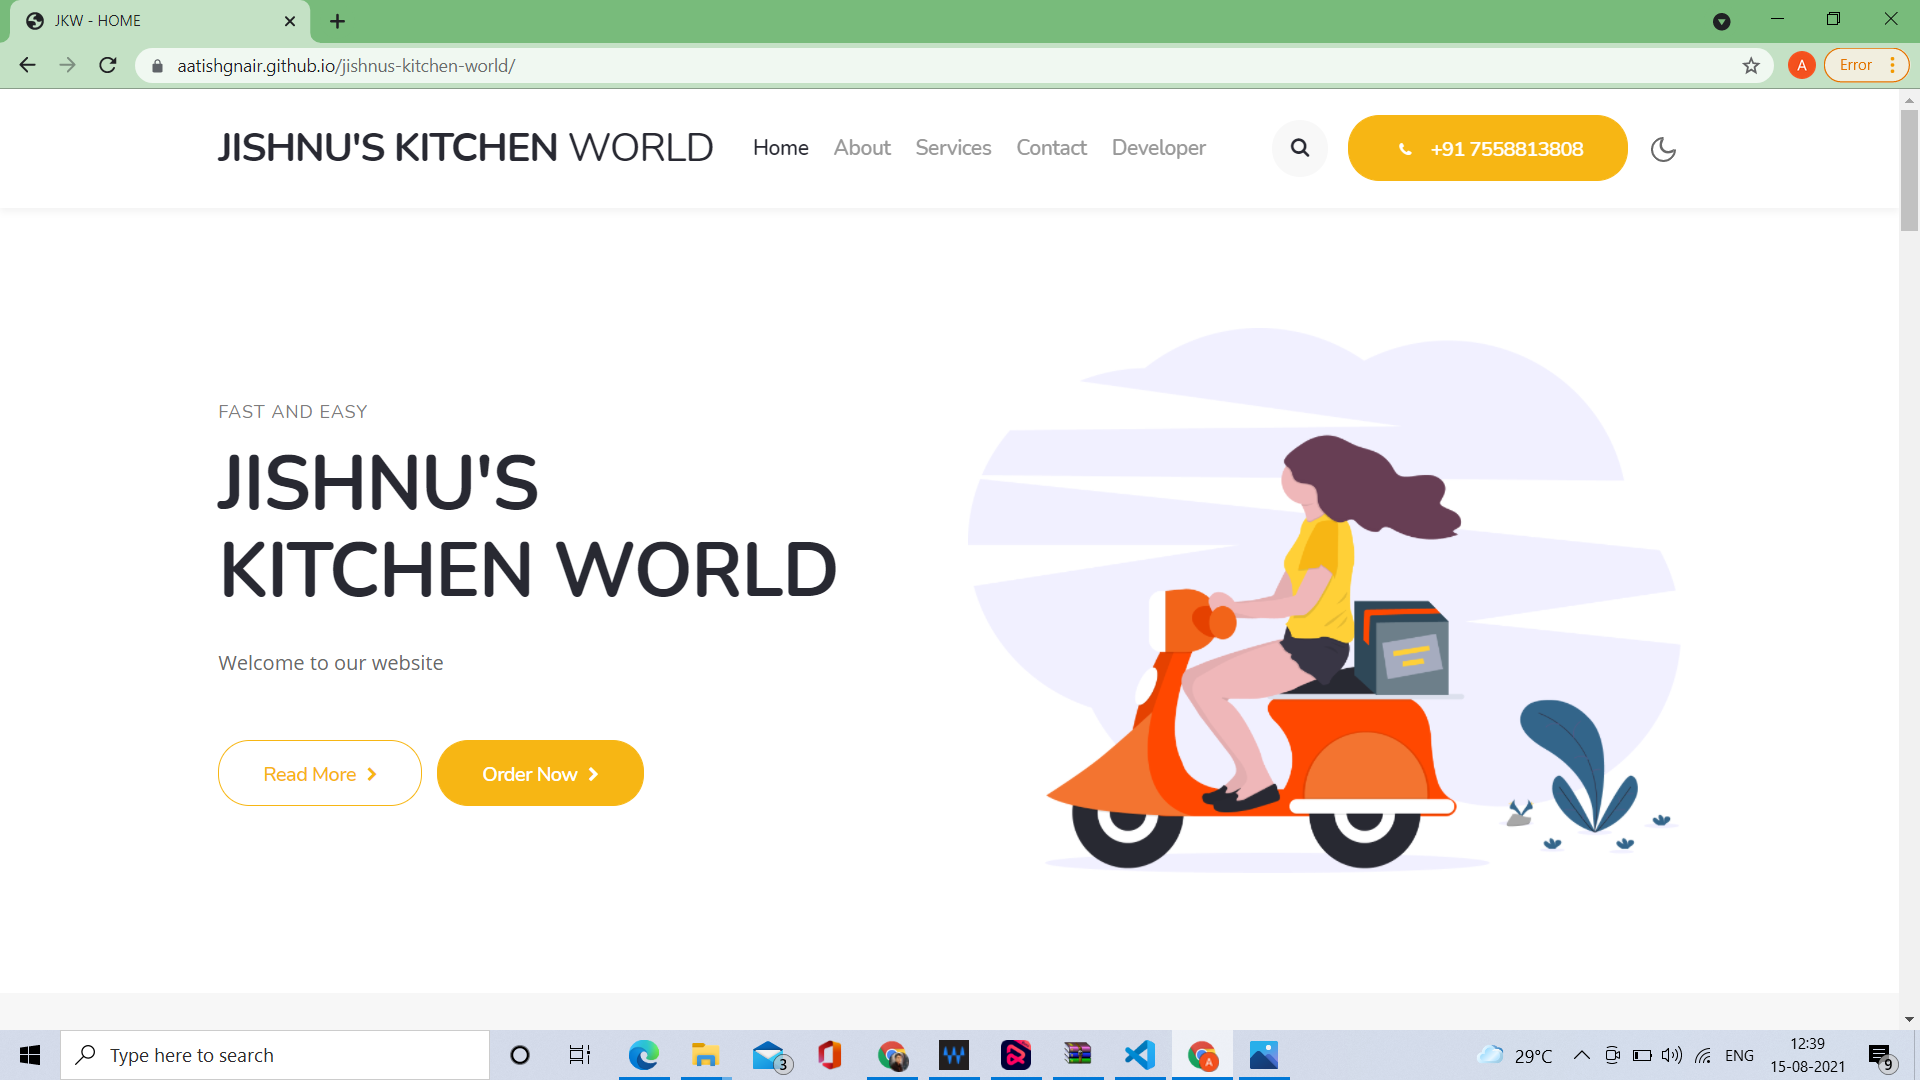 JKW - HOME
aatishgnair.github.io/jishnus-kitchen-world/
A
Error
JISHNU'S KITCHEN WORLD
Home
About
Services
Contact
Developer
+91 7558813808
FAST AND EASY
JISHNU'S
KITCHEN WORLD
Welcome to our website
Read More
Order Now
Type here to search
3
A
29°C
ENG
12:39
15-08-2021
9